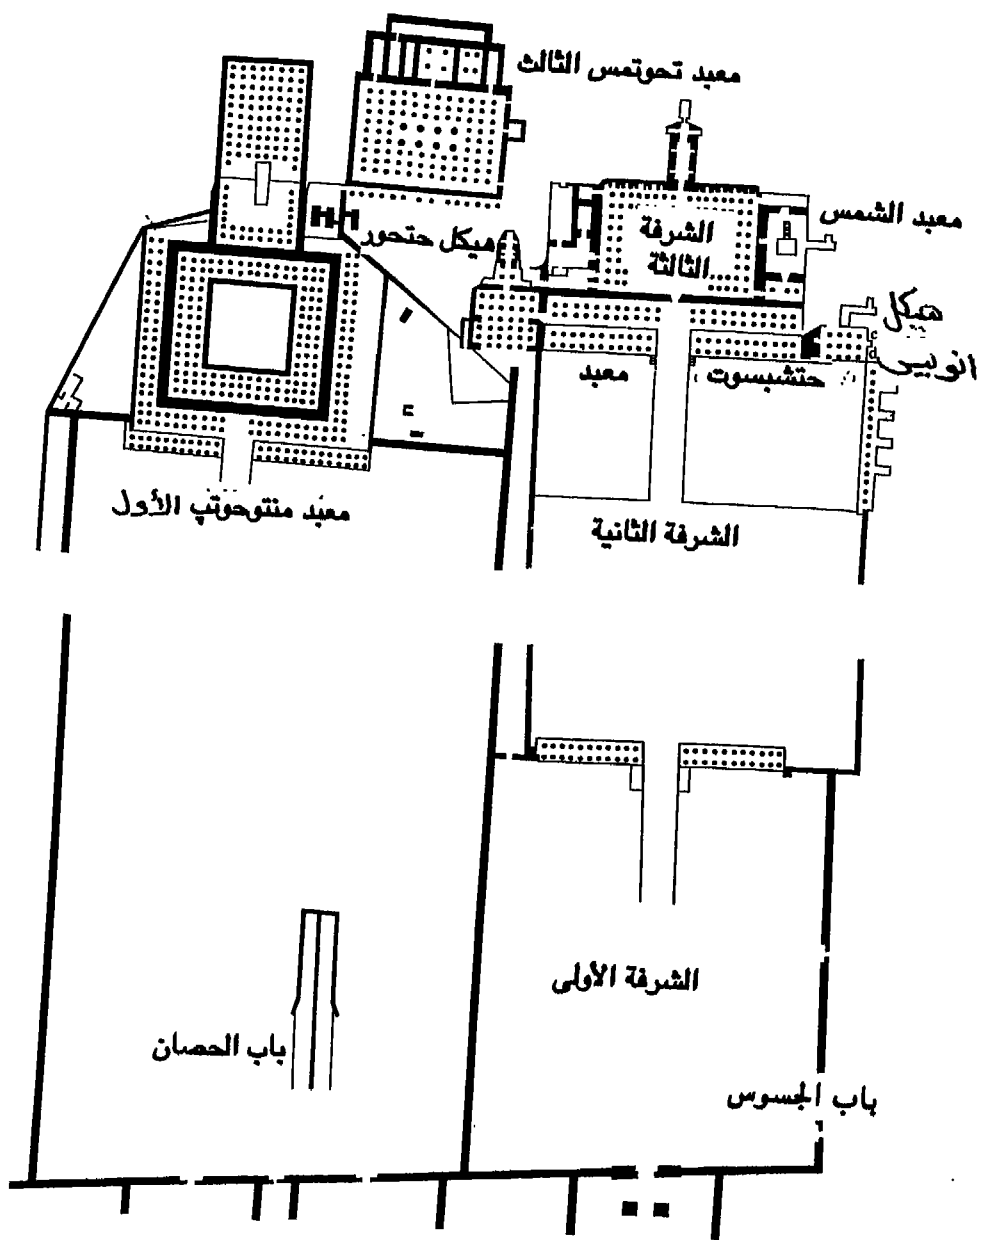 معبد تحوتمس الثالث
معبد الشمس
الشرفة
الثالثة
هيكل حتحور
هيكل
انوبيس
معبد
حتشبسوت
معبد منتوحوتپ الأول
الشرفة الثانية
الشرفة الأولى
باب الحصان
باب الجسوس